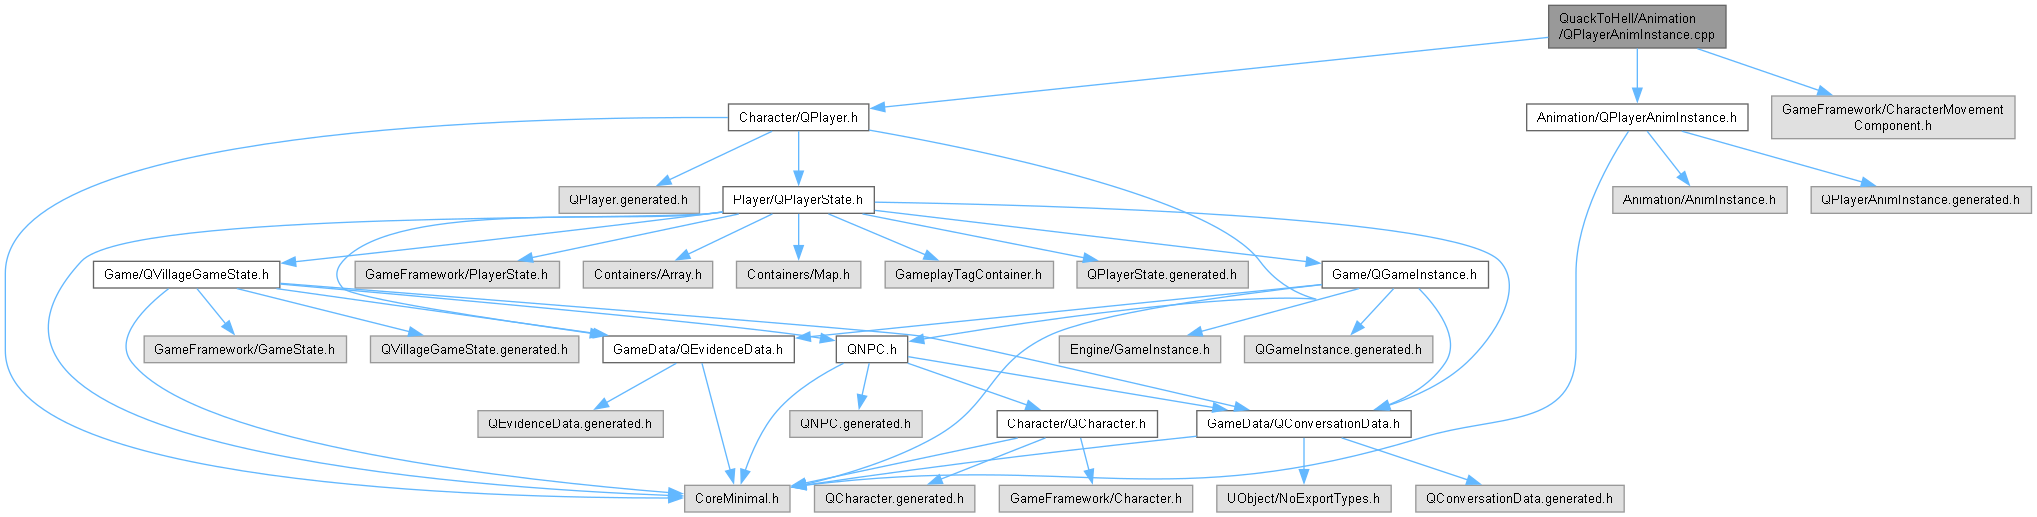 QuackToHell/Animation
/QPlayerAnimInstance.cpp
Character/QPlayer.h
Animation/QPlayerAnimInstance.h
GameFramework/CharacterMovement
Component.h
QPlayer.generated.h
Player/QPlayerState.h
Animation/AnimInstance.h
QPlayerAnimInstance.generated.h
Game/QVillageGameState.h
GameFramework/PlayerState.h
Containers/Array.h
Containers/Map.h
GameplayTagContainer.h
QPlayerState.generated.h
Game/QGameInstance.h
GameFramework/GameState.h
QVillageGameState.generated.h
GameData/QEvidenceData.h
QNPC.h
Engine/GameInstance.h
QGameInstance.generated.h
QEvidenceData.generated.h
QNPC.generated.h
Character/QCharacter.h
GameData/QConversationData.h
CoreMinimal.h
QCharacter.generated.h
GameFramework/Character.h
UObject/NoExportTypes.h
QConversationData.generated.h